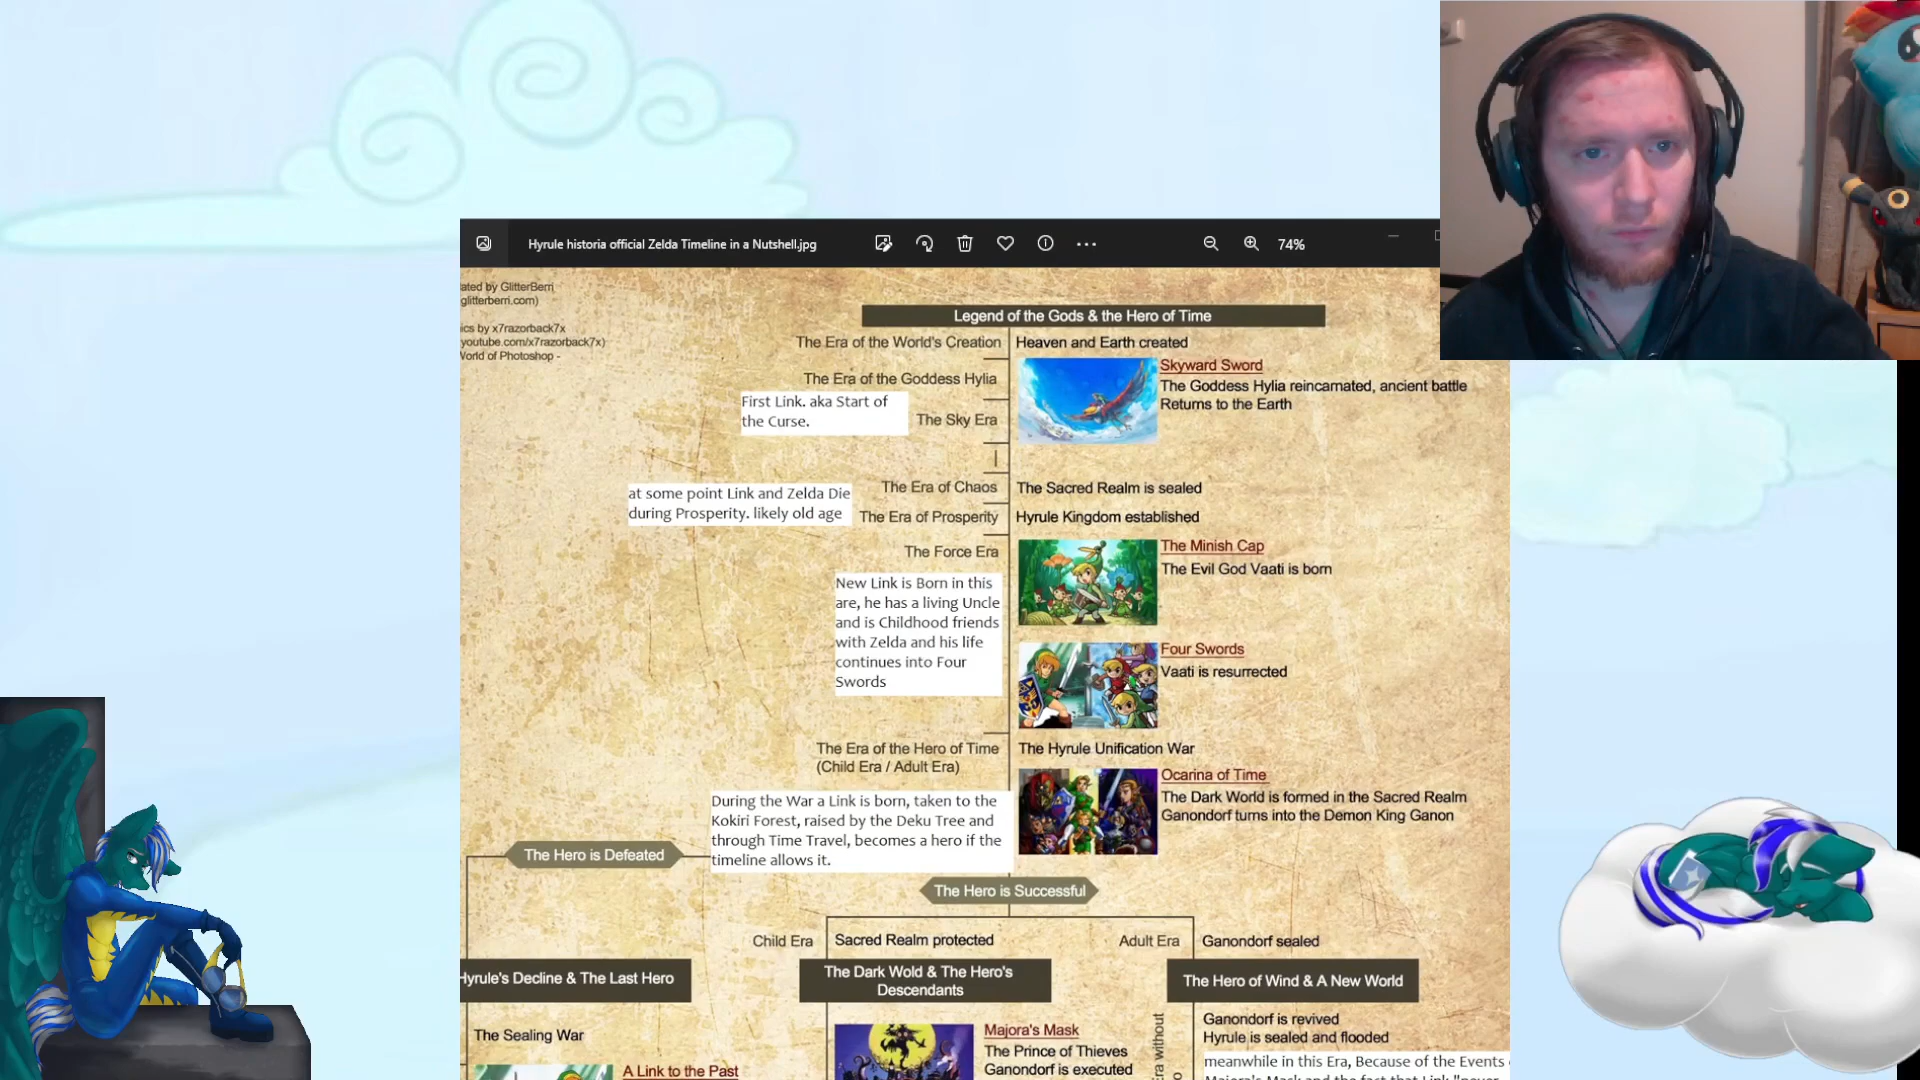 Hyrule historia official Zelda Timeline in a Nutshell.jpg
74%
ated by GlitterBerri
glitterberri.com)
ics by x7razorback7x
youtube.com/x7razorback7x)
World of Photoshop -
Legend of the Gods & the Hero of Time
The Era of the World's Creation
Heaven and Earth created
The Era of the Goddess Hylia
Skyward Sword
The Goddess Hylia reincarnated, ancient battle
Returns to the Earth
First Link. aka Start of
the Curse.
The Sky Era
The Era of Chaos
The Sacred Realm is sealed
at some point Link and Zelda Die
during Prosperity. likely old age
The Era of Prosperity
Hyrule Kingdom established
The Force Era
The Minish Cap
The Evil God Vaati is born
New Link is Born in this
are, he has a living Uncle
and is Childhood friends
with Zelda and his life
continues into Four
Swords
Four Swords
Vaati is resurrected
The Era of the Hero of Time
(Child Era / Adult Era)
The Hyrule Unification War
Ocarina of Time
The Dark World is formed in the Sacred Realm
Ganondorf turns into the Demon King Ganon
During the War a Link is born, taken to the
Kokiri Forest, raised by the Deku Tree and
through Time Travel, becomes a hero if the
timeline allows it.
The Hero is Defeated
The Hero is Successful
Child Era
Sacred Realm protected
Adult Era
Ganondorf sealed
Hyrule's Decline & The Last Hero
The Dark Wold & The Hero's
Descendants
The Hero of Wind & A New World
The Sealing War
A Link to the Past
Majora's Mask
The Prince of Thieves
Ganondorf is executed
Era without
Ganondorf is revived
Hyrule is sealed and flooded
meanwhile in this Era, Because of the Events
Majora's Mask and the fact that Link "never